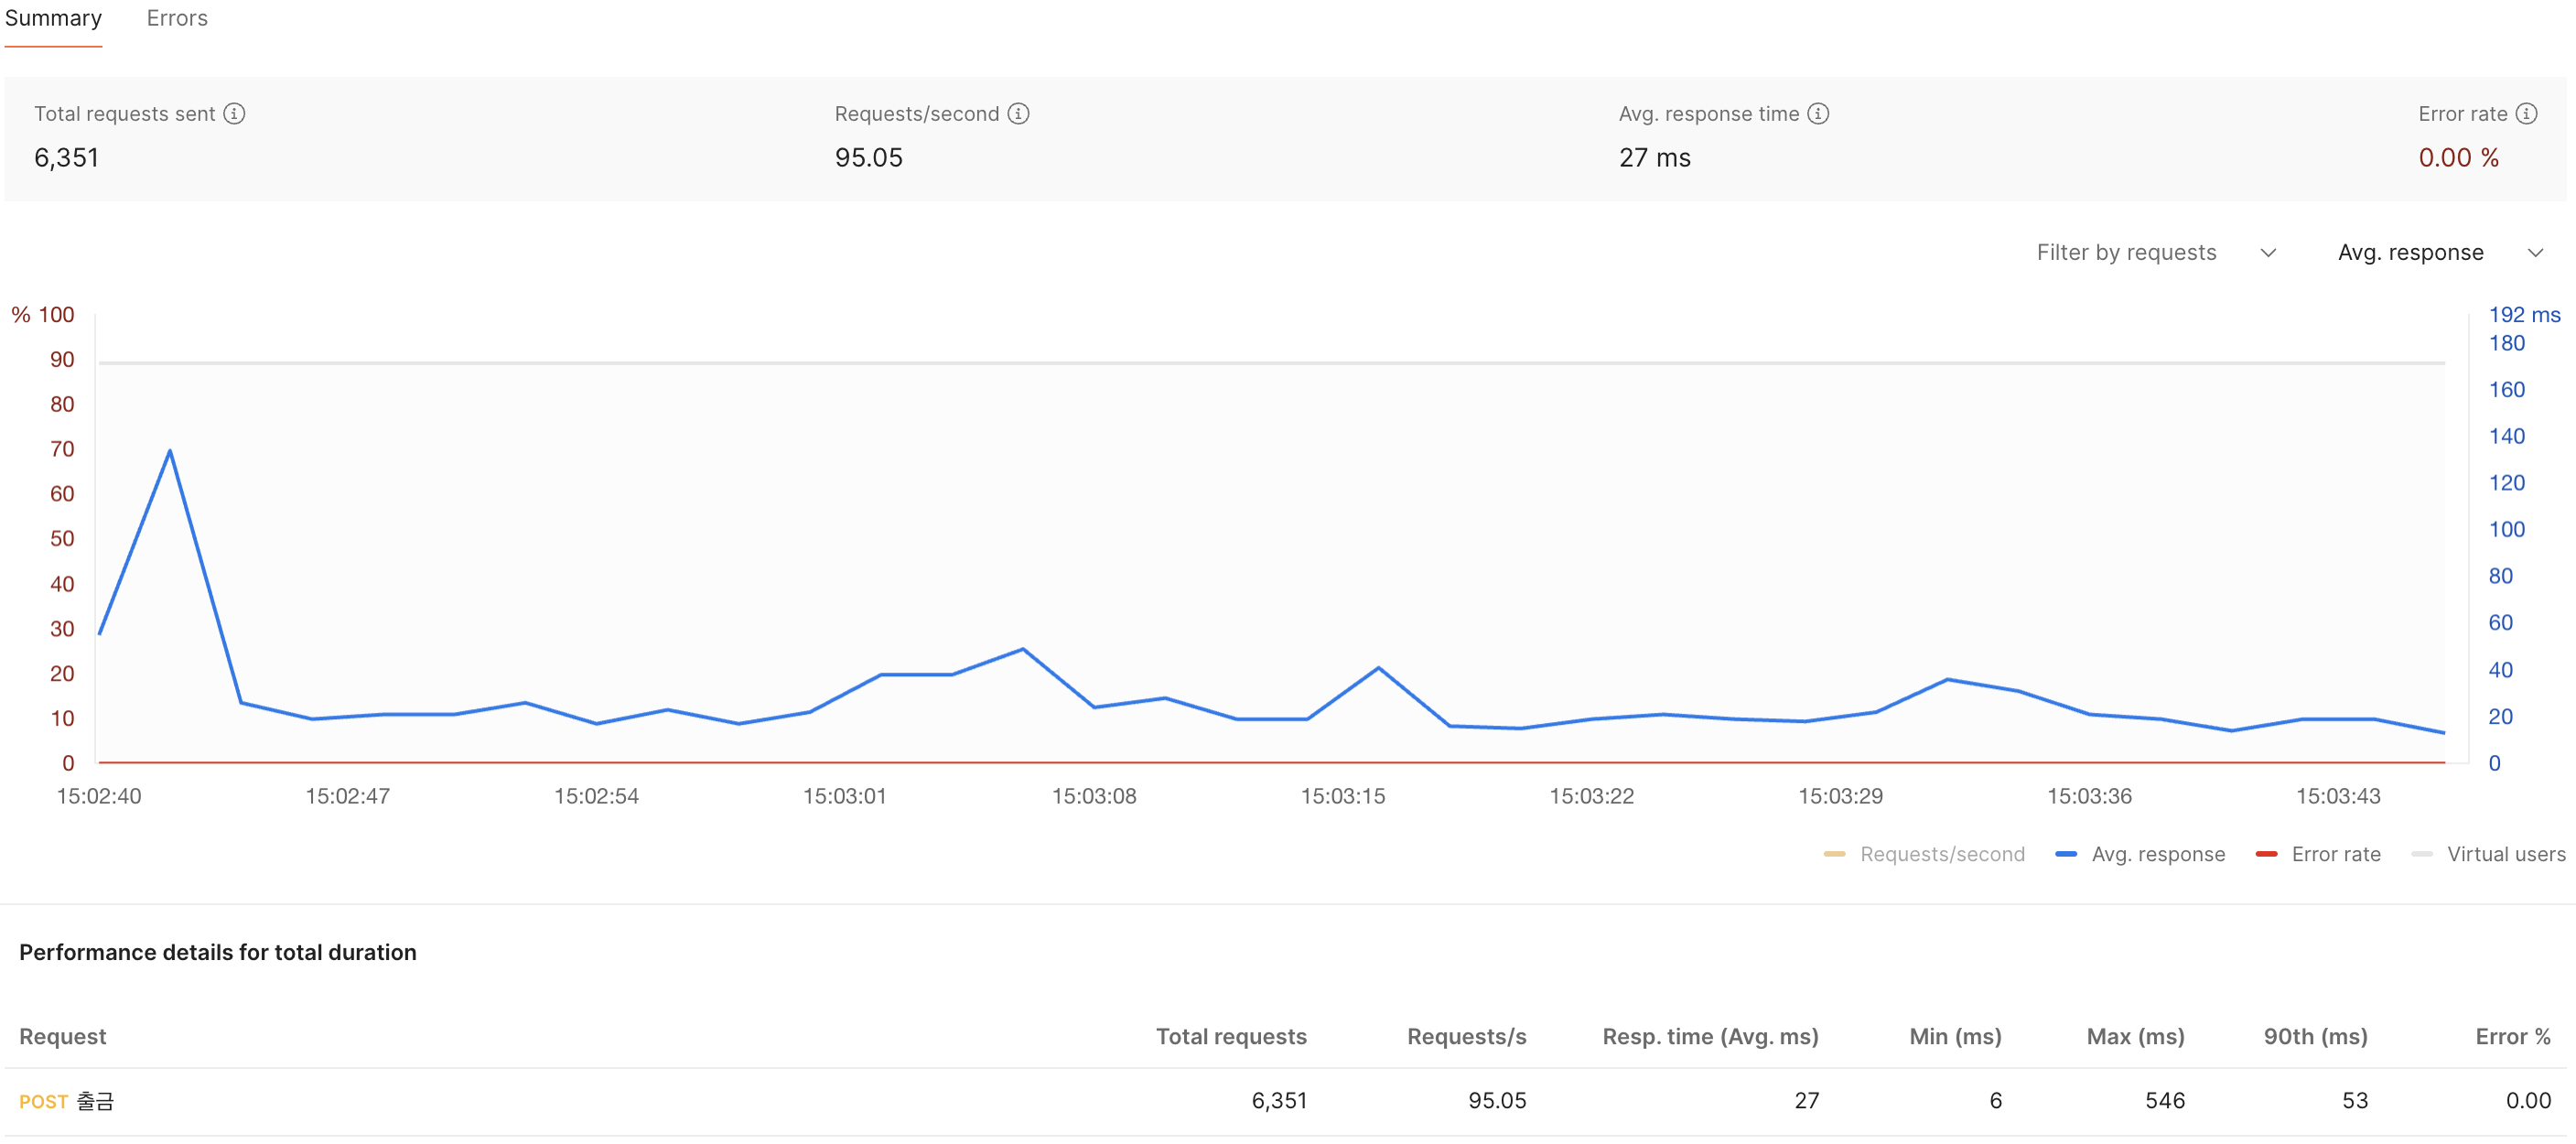 Summary Errors
Total requests sent Requests/second Avg. response time Error rate
6,351 95.05 27 ms 0.00 %
Filter by requests Avg. response
% 100 192 ms
90 180
80 160
70 140
60 120
50 100
40 80
30 60
20 40
10 20
0 0
15:02:40 15:02:47 15:02:54 15:03:01 15:03:08 15:03:15 15:03:22 15:03:29 15:03:36 15:03:43
Requests/second Avg. response Error rate Virtual users
Performance details for total duration
Request Total requests Requests/s Resp. time (Avg. ms) Min (ms) Max (ms) 90th (ms) Error %
POST 출금 6,351 95.05 27 6 546 53 0.00